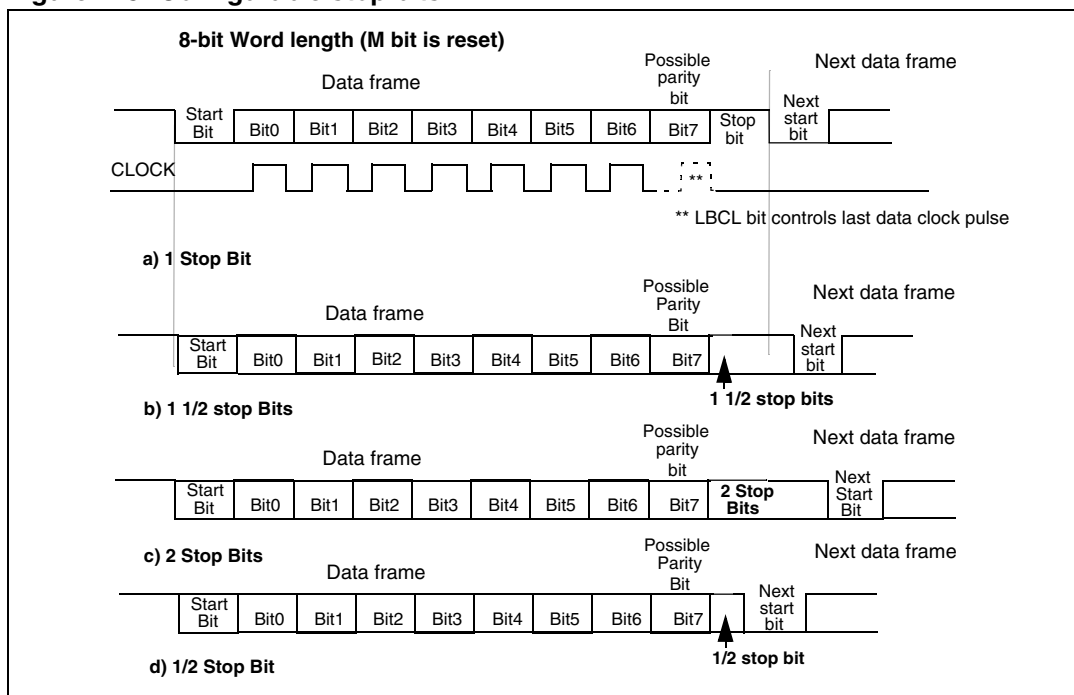 8-bit Word length (M bit is reset)
Data frame
Possible
parity
bit
Next data frame
Start
Bit
Bit0
Bit1
Bit2
Bit3
Bit4
Bit5
Bit6
Bit7
Stop
bit
Next
start
bit
CLOCK
**
** LBCL bit controls last data clock pulse
a) 1 Stop Bit
Data frame
Possible
Parity
Bit
Next data frame
Start
Bit
Bit0
Bit1
Bit2
Bit3
Bit4
Bit5
Bit6
Bit7
Next
start
bit
1 1/2 stop bits
b) 1 1/2 stop Bits
Data frame
Possible
parity
bit
Next data frame
Start
Bit
Bit0
Bit1
Bit2
Bit3
Bit4
Bit5
Bit6
Bit7
2 Stop
Bits
Next
Start
Bit
c) 2 Stop Bits
Data frame
Possible
Parity
Bit
Next data frame
Start
Bit
Bit0
Bit1
Bit2
Bit3
Bit4
Bit5
Bit6
Bit7
Next
start
bit
1/2 stop bit
d) 1/2 Stop Bit